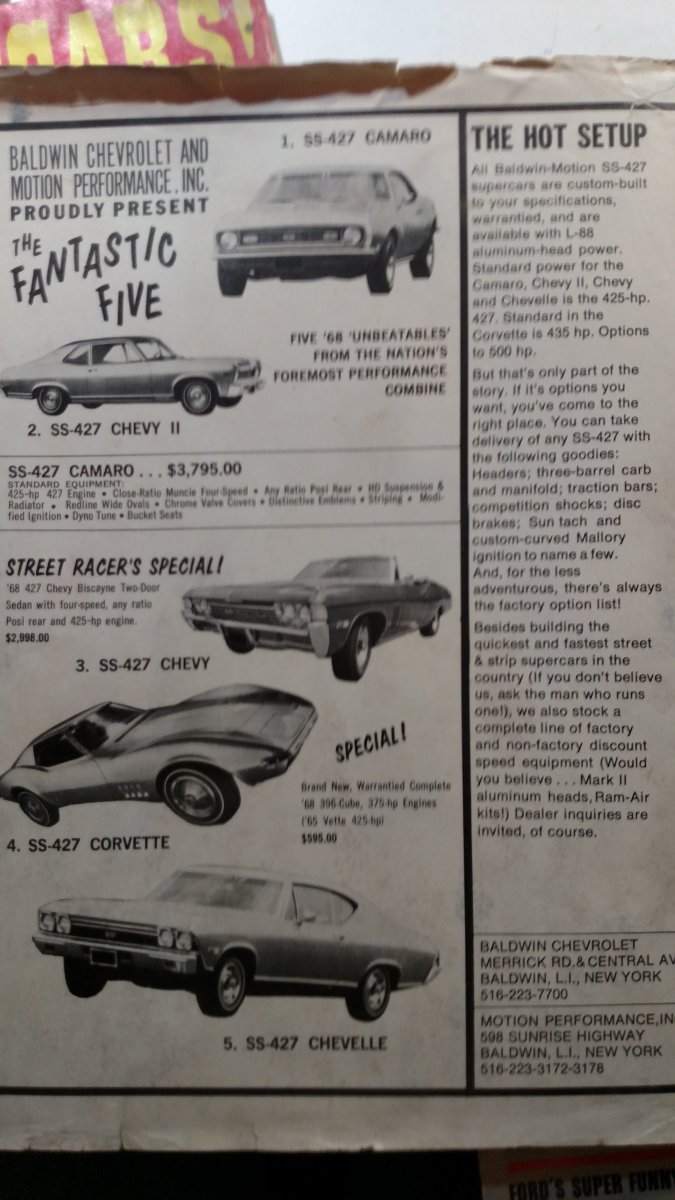 CARS!
BALDWIN CHEVROLET AND
MOTION PERFORMANCE, INC.
PROUDLY PRESENT
THE
FANTASTIC
FIVE
1. SS-427 CAMARO
FIVE '68 'UNBEATABLES'
FROM THE NATION'S
FOREMOST PERFORMANCE
COMBINE
2. SS-427 CHEVY II
SS-427 CAMARO . . . $3,795.00
STANDARD EQUIPMENT:
425-hp 427 Engine • Close-Ratio Muncie Four-Speed • Any Ratio Posi Rear • HD Suspension &
Radiator • Redline Wide Ovals • Chrome Valve Covers • Distinctive Emblems • Striping • Modi-
fied Ignition • Dyno Tune • Bucket Seats
STREET RACER'S SPECIAL!
'68 427 Chevy Biscayne Two-Door
Sedan with four-speed, any ratio
Posi rear and 425-hp engine.
$2,998.00
3. SS-427 CHEVY
SPECIAL!
Brand New, Warrantied Complete
'68 396-Cube, 375-hp Engines
('65 Vette 425-hp)
$595.00
4. SS-427 CORVETTE
5. SS-427 CHEVELLE
THE HOT SETUP
All Baldwin-Motion SS-427
supercars are custom-built
to your specifications,
warrantied, and are
available with L-88
aluminum-head power.
Standard power for the
Camaro, Chevy II, Chevy
and Chevelle is the 425-hp.
427. Standard in the
Corvette is 435 hp. Options
to 500 hp.
But that's only part of the
story. If it's options you
want, you've come to the
right place. You can take
delivery of any SS-427 with
the following goodies:
Headers; three-barrel carb
and manifold; traction bars;
competition shocks; disc
brakes; Sun tach and
custom-curved Mallory
ignition to name a few.
And, for the less
adventurous, there's always
the factory option list!
Besides building the
quickest and fastest street
& strip supercars in the
country (If you don't believe
us, ask the man who runs
one!), we also stock a
complete line of factory
and non-factory discount
speed equipment (Would
you believe . . . Mark II
aluminum heads, Ram-Air
kits!) Dealer inquiries are
invited, of course.
BALDWIN CHEVROLET
MERRICK RD. & CENTRAL AV
BALDWIN, L.I., NEW YORK
516-223-7700
MOTION PERFORMANCE, IN
598 SUNRISE HIGHWAY
BALDWIN, L.I., NEW YORK
516-223-3172-3178
FORD'S SUPER FUNN